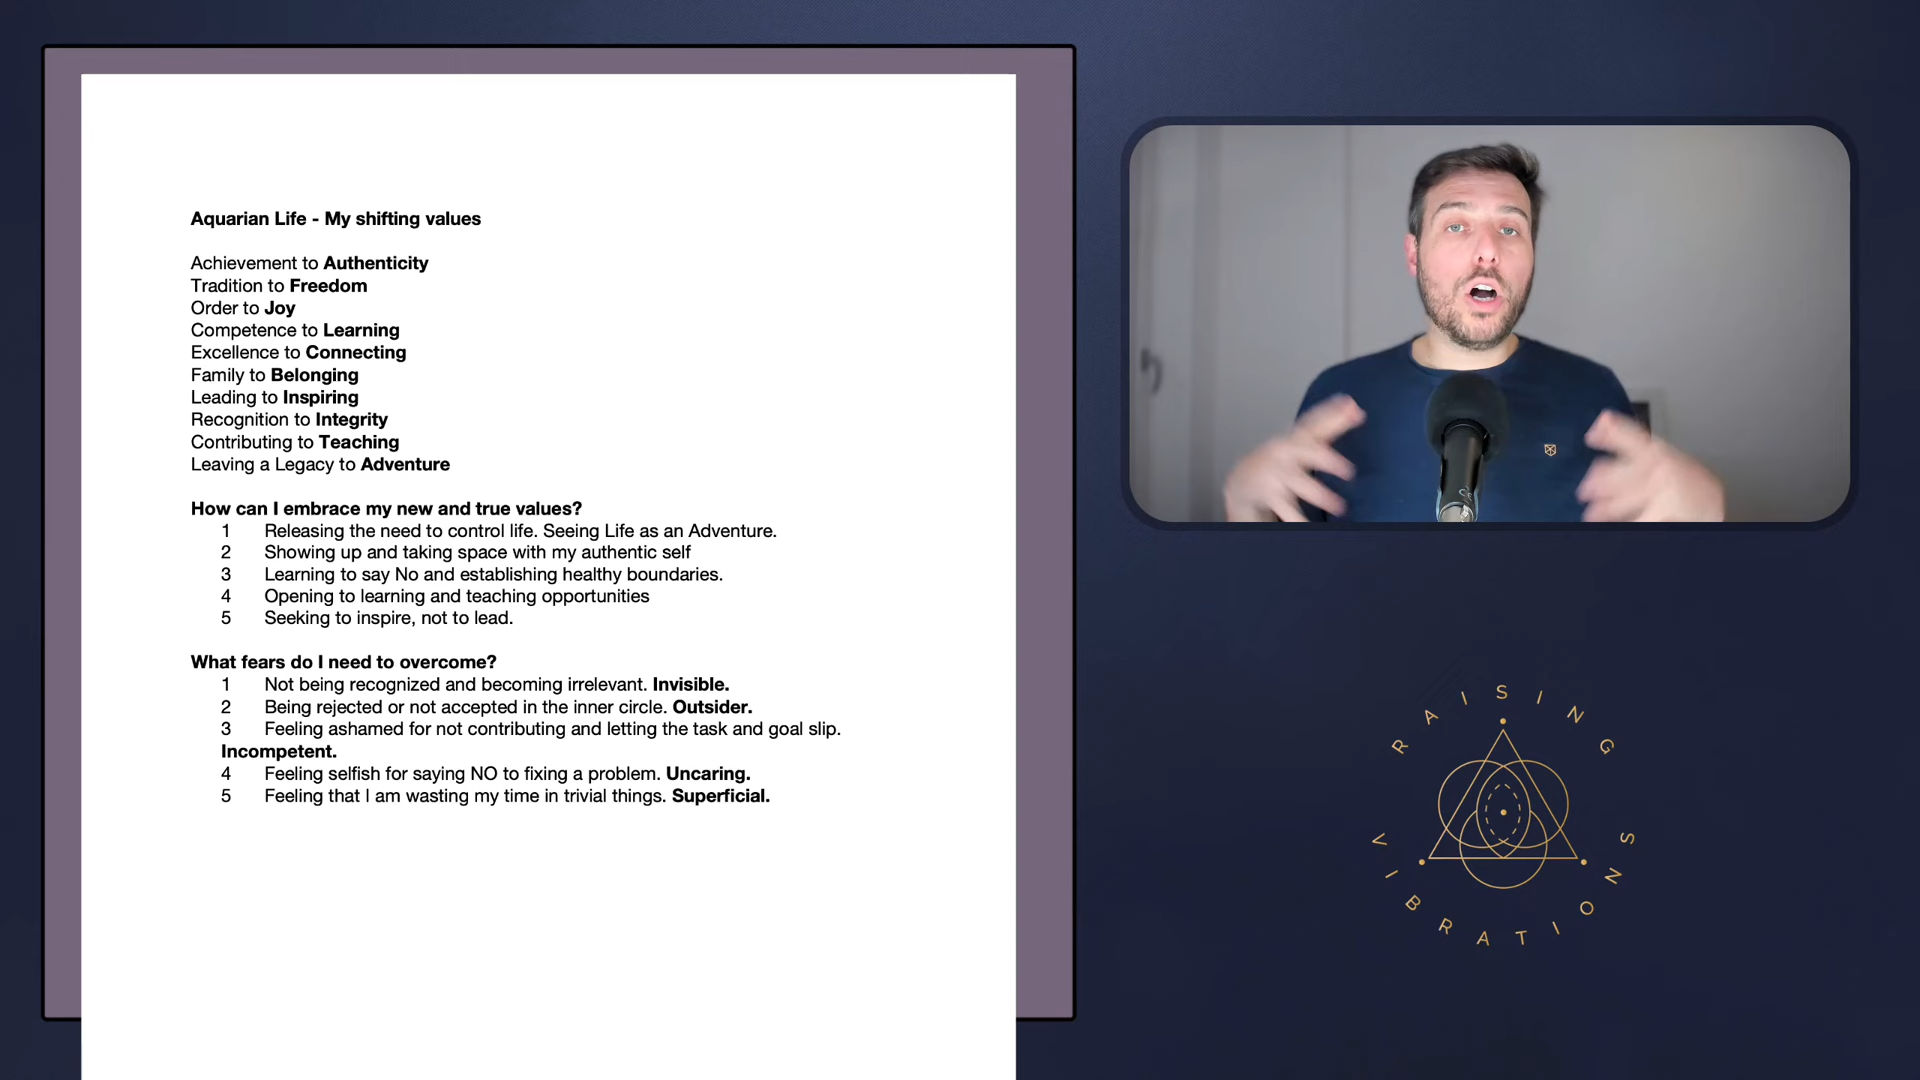 Aquarian Life - My shifting values
Achievement to Authenticity
Tradition to Freedom
Order to Joy
Competence to Learning
Excellence to Connecting
Family to Belonging
Leading to Inspiring
Recognition to Integrity
Contributing to Teaching
Leaving a Legacy to Adventure
How can I embrace my new and true values?
1 Releasing the need to control life. Seeing Life as an Adventure.
2 Showing up and taking space with my authentic self
3 Learning to say No and establishing healthy boundaries.
4 Opening to learning and teaching opportunities
5 Seeking to inspire, not to lead.
What fears do I need to overcome?
1 Not being recognized and becoming irrelevant. Invisible.
2 Being rejected or not accepted in the inner circle. Outsider.
3 Feeling ashamed for not contributing and letting the task and goal slip.
Incompetent.
4 Feeling selfish for saying NO to fixing a problem. Uncaring.
5 Feeling that I am wasting my time in trivial things. Superficial.
RAISING
VIBRATIONS